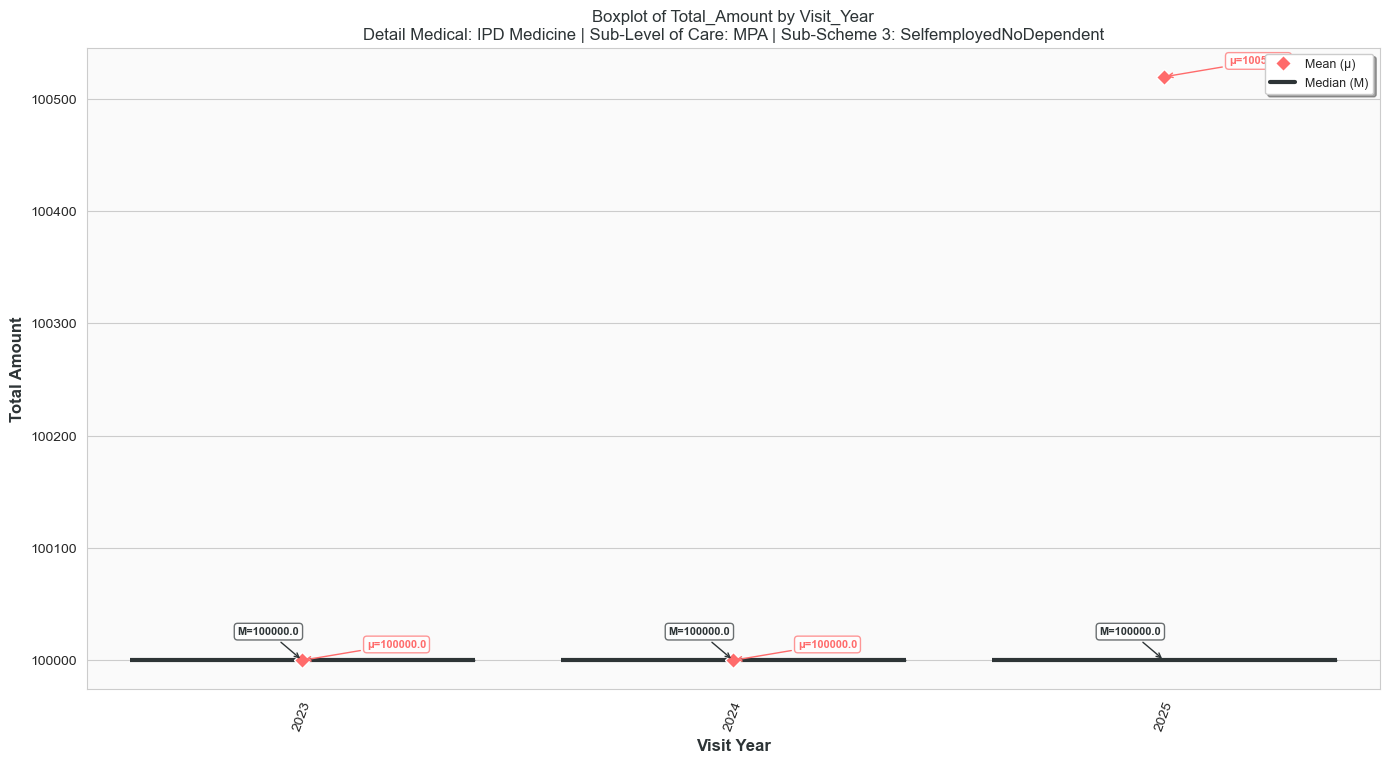 Boxplot of Total_Amount by Visit_Year
Detail Medical: IPD Medicine | Sub-Level of Care: MPA | Sub-Scheme 3: SelfemployedNoDependent
Mean (μ)
Median (M)
Total Amount
100500
100400
100300
100200
100100
100000
M=100000.0
μ=100000.0
M=100000.0
μ=100000.0
M=100000.0
2023
2024
2025
Visit Year